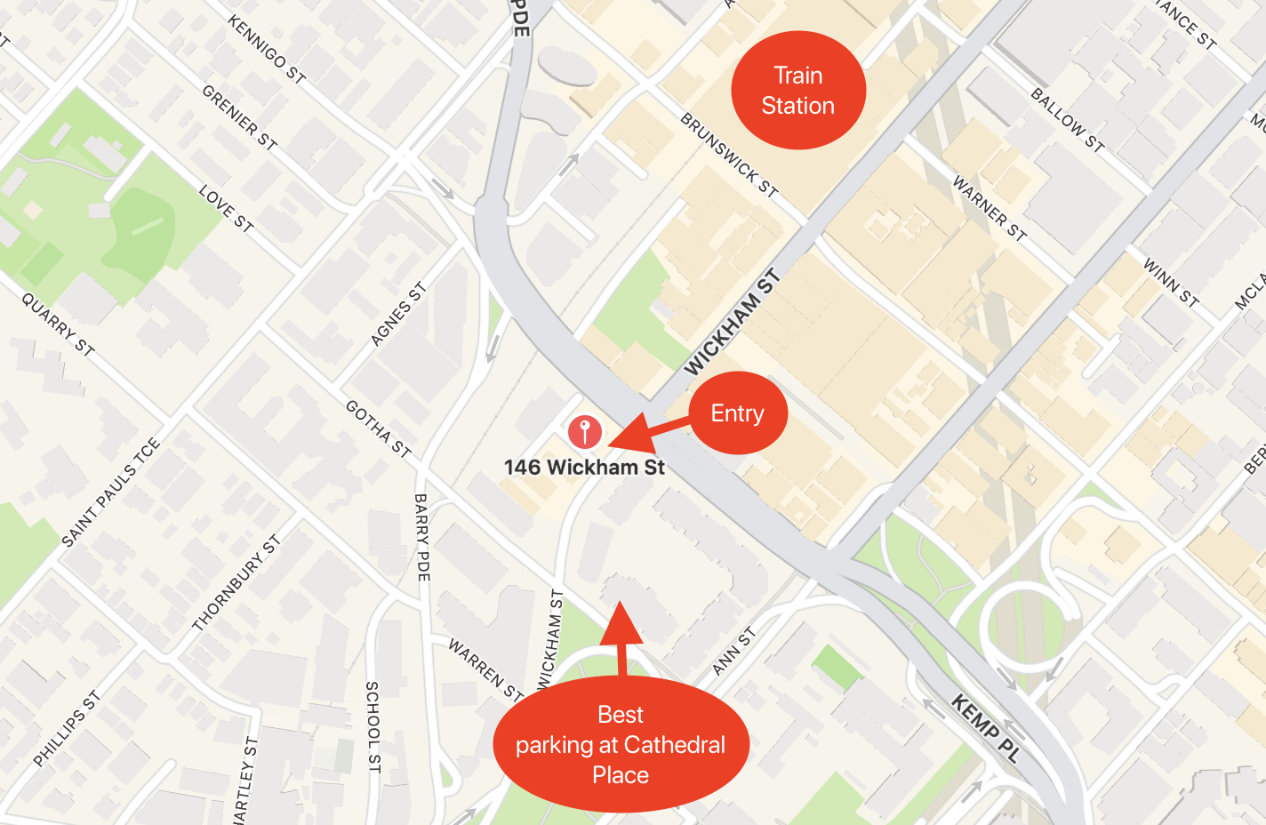 PDE
KENNIGO ST
GRENIER ST
LOVE ST
QUARRY ST
AGNES ST
GOTHA ST
SAINT PAULS TCE
THORNBURY ST
PHILLIPS ST
HARTLEY ST
SCHOOL ST
BARRY PDE
WARREN ST
WICKHAM ST
ANN ST
KEMP PL
WICKHAM ST
BRUNSWICK ST
BALLOW ST
WARNER ST
WINN ST
Train
Station
Entry
146 Wickham St
Best
parking at Cathedral
Place